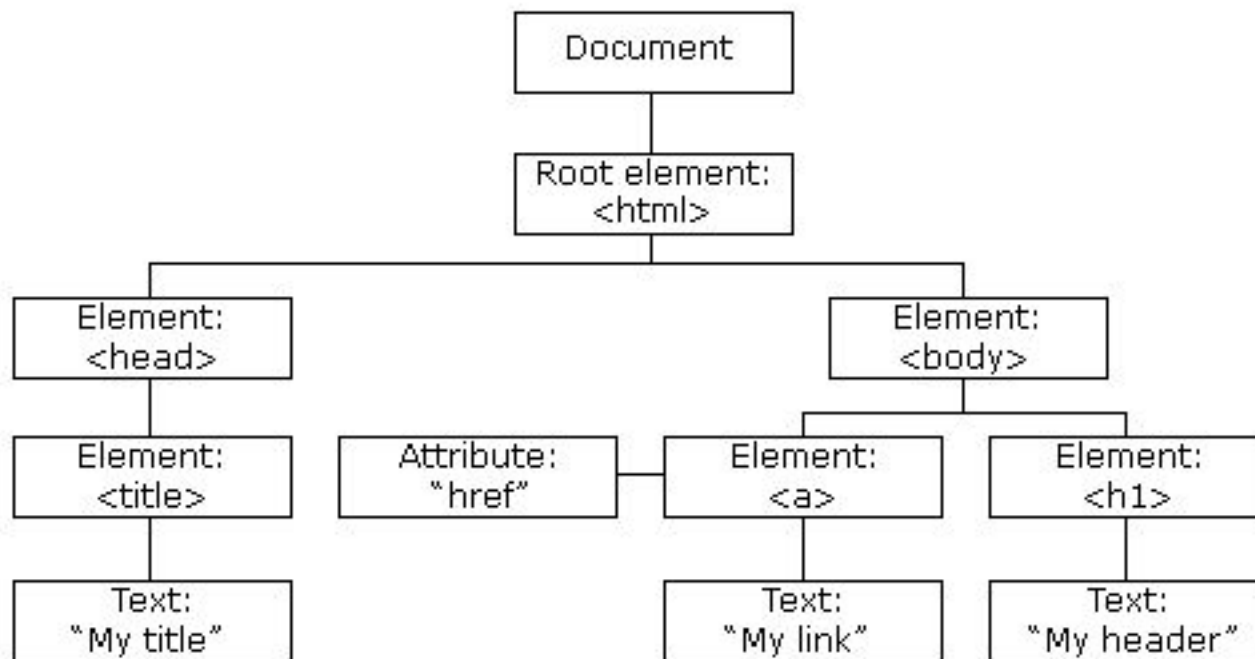 Document
Root element:
<html>
Element:
<head>
Element:
<body>
Element:
<title>
Attribute:
“href”
Element:
<a>
Element:
<h1>
Text:
“My title”
Text:
“My link”
Text:
“My header”